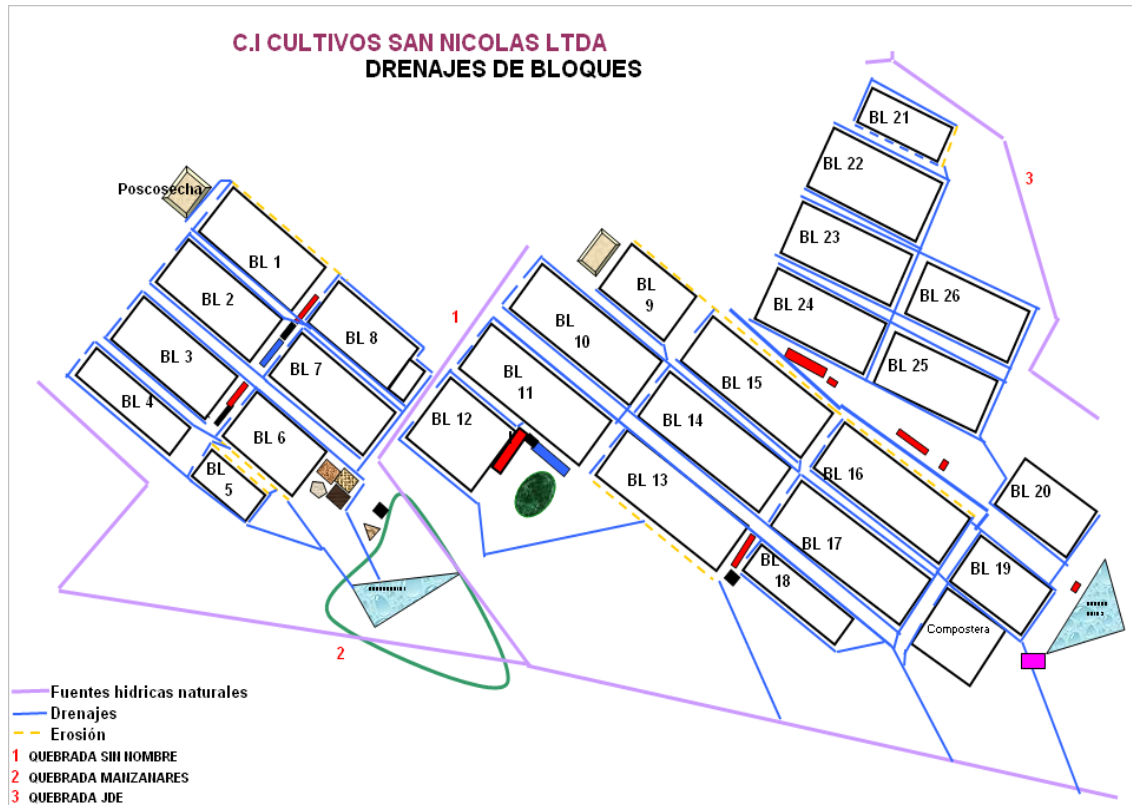 C.I CULTIVOS SAN NICOLAS LTDA
DRENAJES DE BLOQUES
BL 21
BL 22
3
Poscosecha
BL 23
BL 1
BL 9
BL 26
BL 2
BL 24
1
BL 10
BL 8
BL 3
BL 7
BL 11
BL 15
BL 25
BL 4
BL 12
BL 14
BL 6
BL 5
BL 13
BL 16
BL 20
BL 17
BL 18
BL 19
Compostera
2
Fuentes hidricas naturales
Drenajes
Erosión
1 QUEBRADA SIN NOMBRE
2 QUEBRADA MANZANARES
3 QUEBRADA JDE